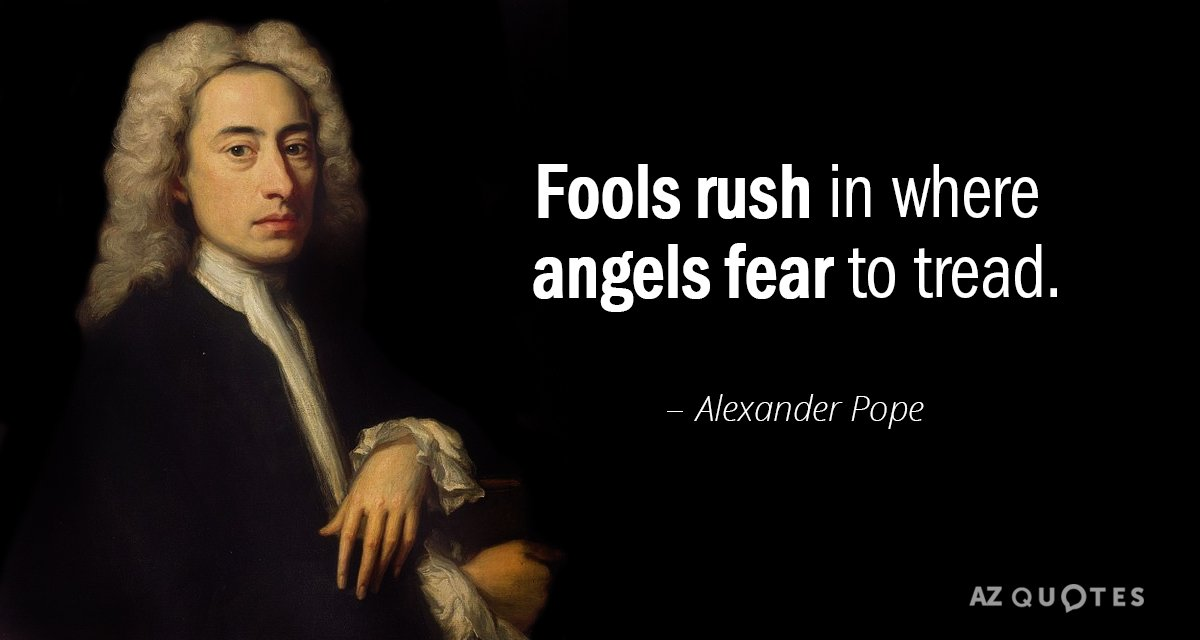 Fools rush in where
angels fear to tread.
– Alexander Pope
AZ QUOTES